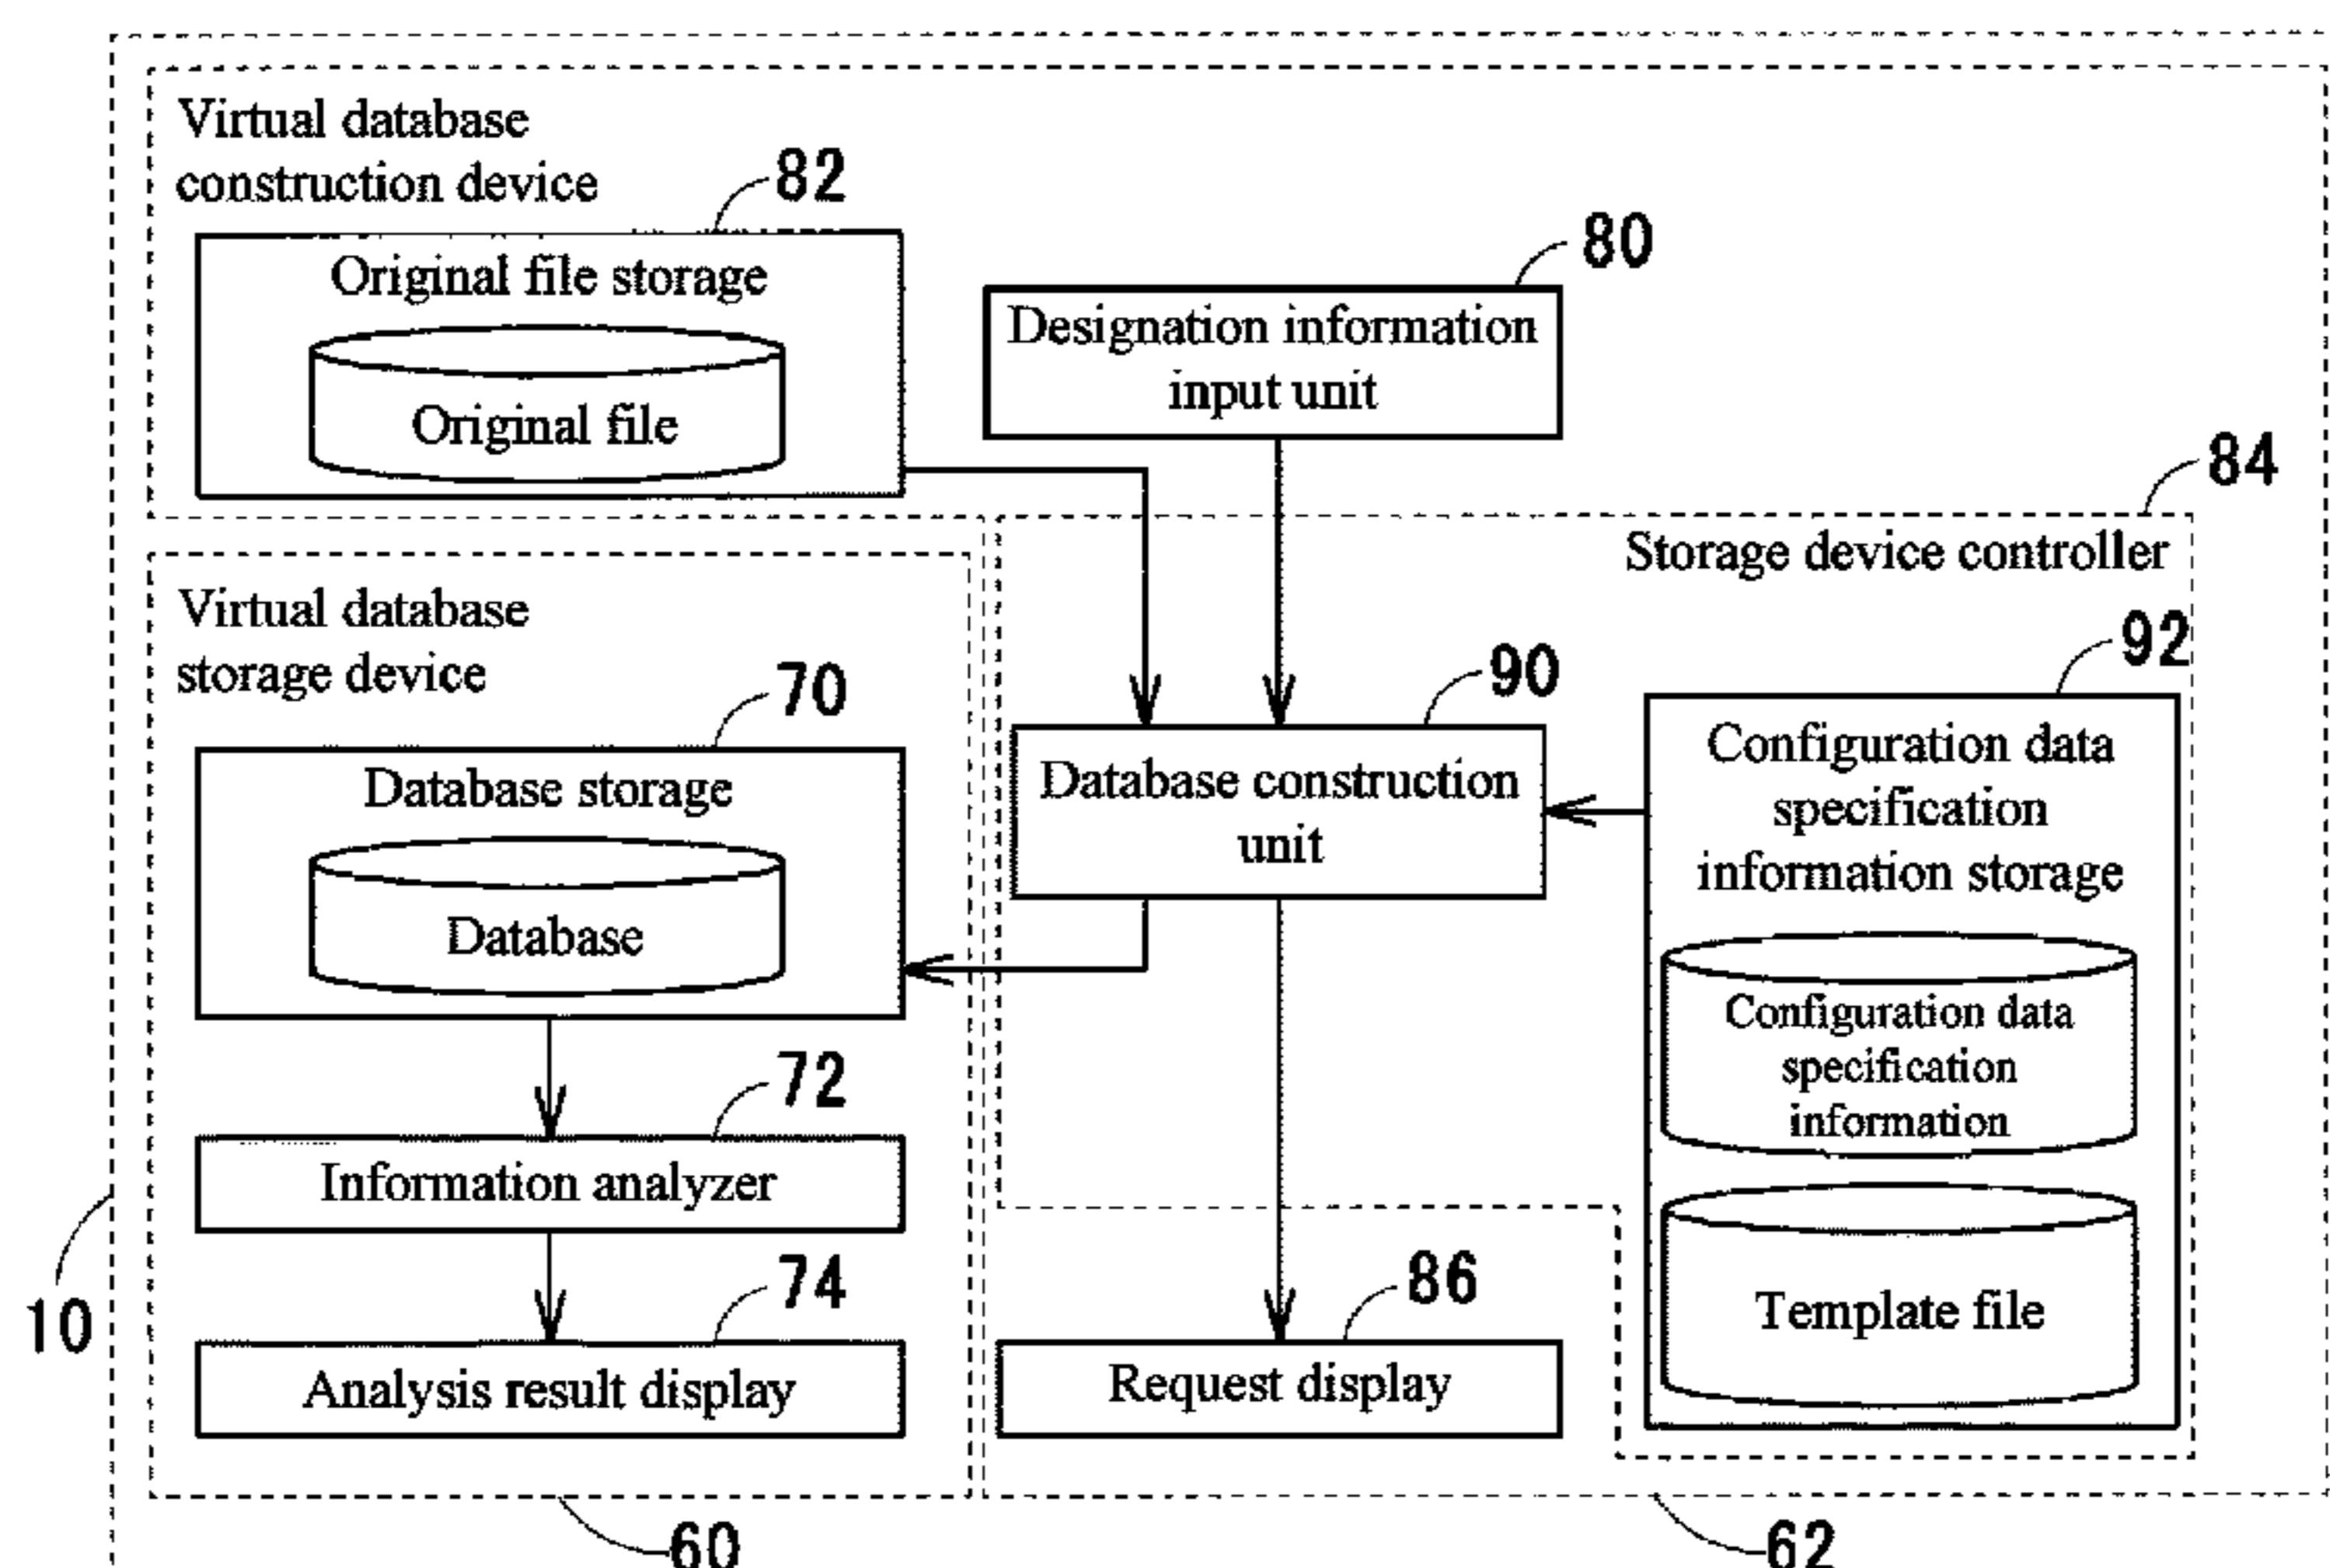 Virtual database
construction device
82
Original file storage
Original file
80
Designation information
input unit
84
Storage device controller
Virtual database
storage device
70
Database storage
Database
90
Database construction
unit
92
Configuration data
specification
information storage
Configuration data
specification
information
Template file
72
Information analyzer
74
Analysis result display
86
Request display
10
60
62